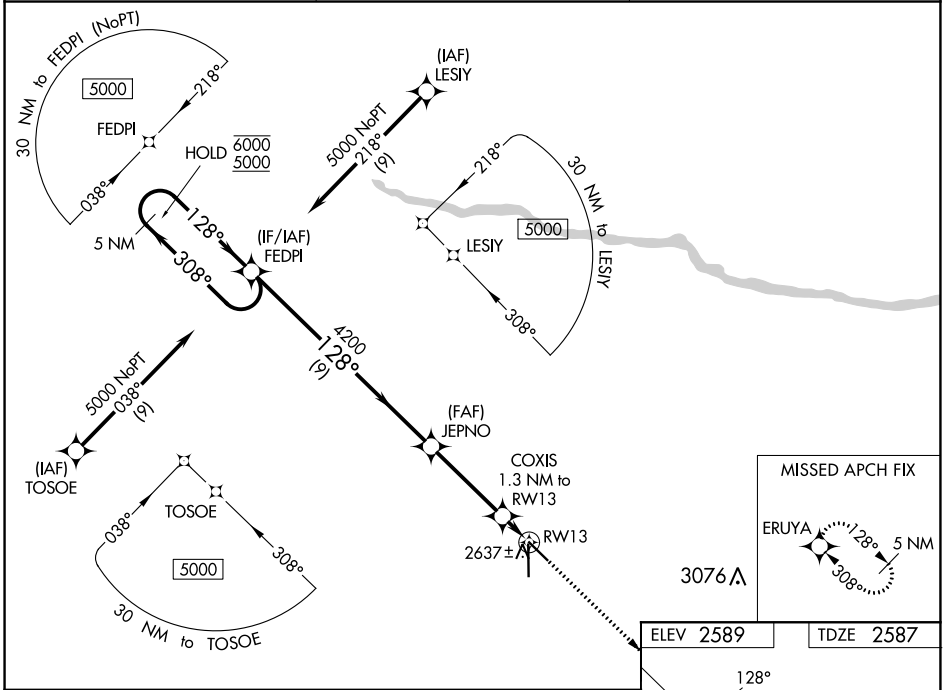 30 NM to FEDPI (NoPT)
5000
218°
FEDPI
038°
HOLD
6000
5000
128°
5 NM
308°
(IF/IAF)
FEDPI
(IAF)
LESIY
5000 NoPT
218°
(9)
218°
30 NM to LESIY
5000
LESIY
308°
4200
128°
(9)
5000 NoPT
038°
(9)
(IAF)
TOSOE
038°
TOSOE
308°
5000
30 NM to TOSOE
(FAF)
JEPNO
COXIS
1.3 NM to
RW13
RW13
2637±
3076
MISSED APCH FIX
ERUYA
128°
5 NM
308°
ELEV 2589
TDZE 2587
128°